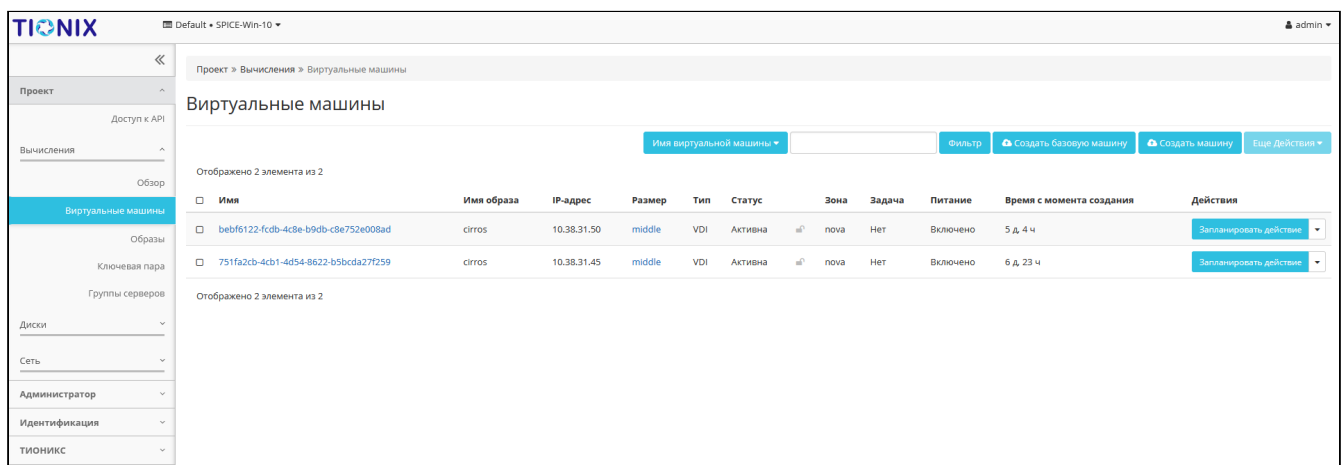 TIONIX
Default • SPICE-Win-10
admin
Проект » Вычисления » Виртуальные машины
Проект
Доступ к API
Вычисления
Обзор
Виртуальные машины
Образы
Ключевая пара
Группы серверов
Диски
Сеть
Администратор
Идентификация
ТИОНИКС
Виртуальные машины
Имя виртуальной машины Фильтр Создать базовую машину Создать машину Еще Действия
Отображено 2 элемента из 2
Имя Имя образа IP-адрес Размер Тип Статус Зона Задача Питание Время с момента создания Действия
bebf6122-fcdb-4c8e-b9db-c8e752e008ad cirros 10.38.31.50 middle VDI Активна nova Нет Включено 5 д, 4 ч Запланировать действие
751fa2cb-4cb1-4d54-8622-b5bcda27f259 cirros 10.38.31.45 middle VDI Активна nova Нет Включено 6 д, 23 ч Запланировать действие
Отображено 2 элемента из 2